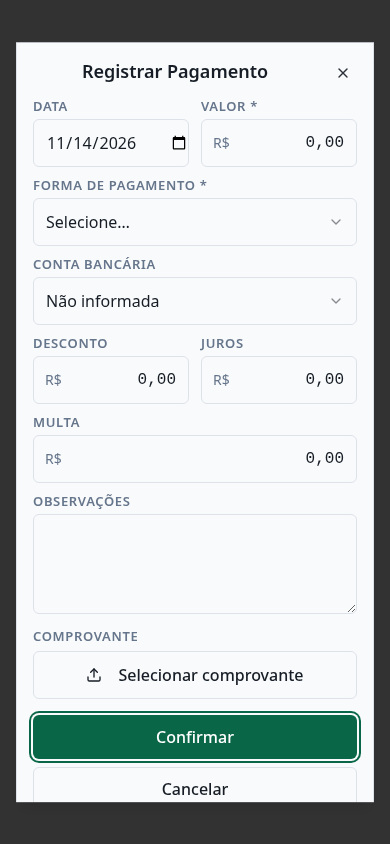 Registrar Pagamento ×
DATA VALOR *
11/14/2026 R$ 0,00
FORMA DE PAGAMENTO *
Selecione...
CONTA BANCÁRIA
Não informada
DESCONTO JUROS
R$ 0,00 R$ 0,00
MULTA
R$ 0,00
OBSERVAÇÕES
COMPROVANTE
Selecionar comprovante
Confirmar
Cancelar